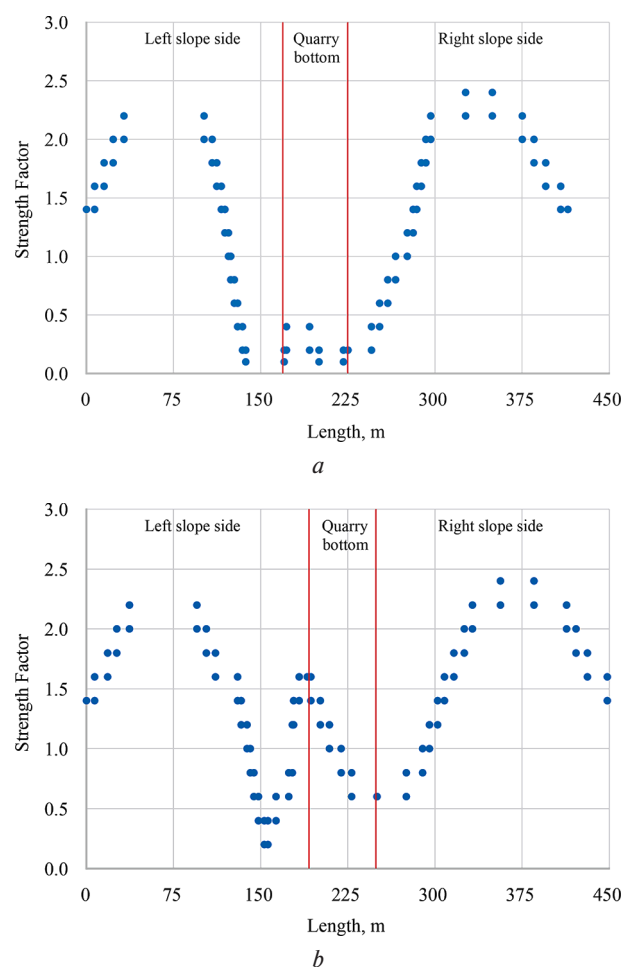 3.0
Left slope side
Quarry
bottom
Right slope side
2.5
2.0
1.5
1.0
0.5
0.0
Strength Factor
0 75 150 225 300 375 450
Length, m
a
3.0
Left slope side
Quarry
bottom
Right slope side
2.5
2.0
1.5
1.0
0.5
0.0
Strength Factor
0 75 150 225 300 375 450
Length, m
b